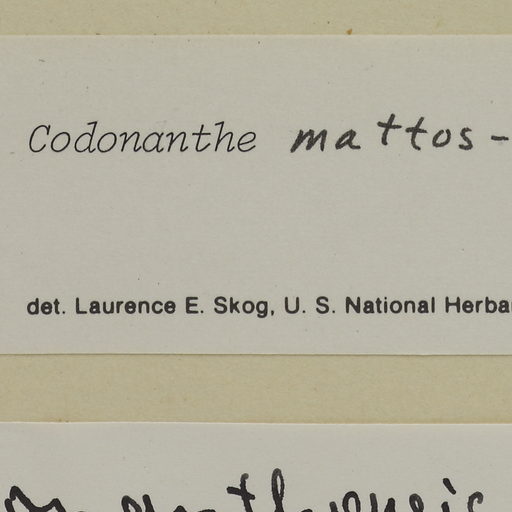 Codonanthe mattos-
det. Laurence E. Skog, U. S. National Herba